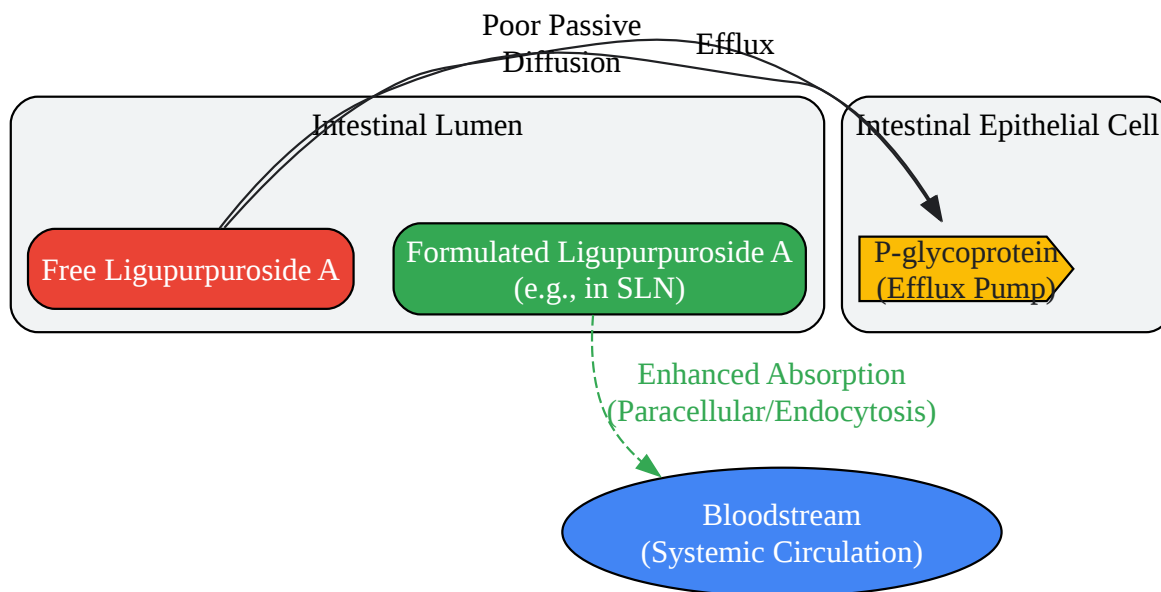 Poor Passive
Diffusion
Efflux
Intestinal Lumen
Intestinal Epithelial Cell
Free Ligupurpuroside A
Formulated Ligupurpuroside A
(e.g., in SLN)
P-glycoprotein
(Efflux Pump)
Enhanced Absorption
(Paracellular/Endocytosis)
Bloodstream
(Systemic Circulation)